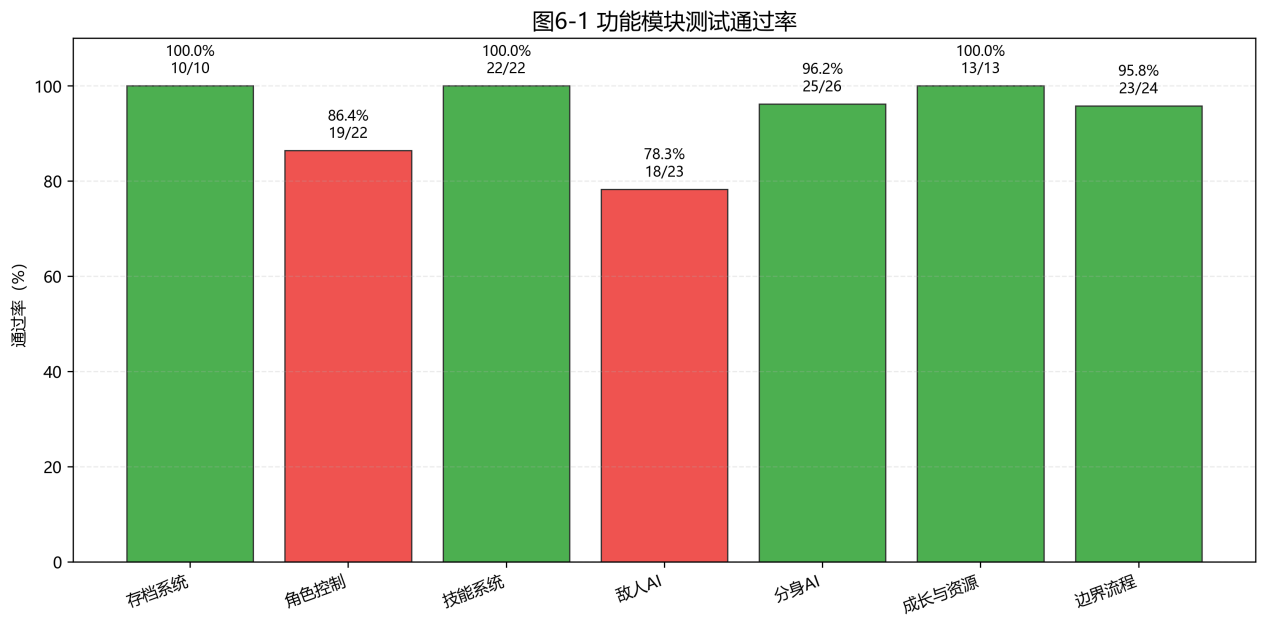 图6-1 功能模块测试通过率
100.0%
10/10
86.4%
19/22
100.0%
22/22
78.3%
18/23
96.2%
25/26
100.0%
13/13
95.8%
23/24
通过率（%）
100
80
60
40
20
0
存档系统
角色控制
技能系统
敌人AI
分身AI
成长与资源
边界流程